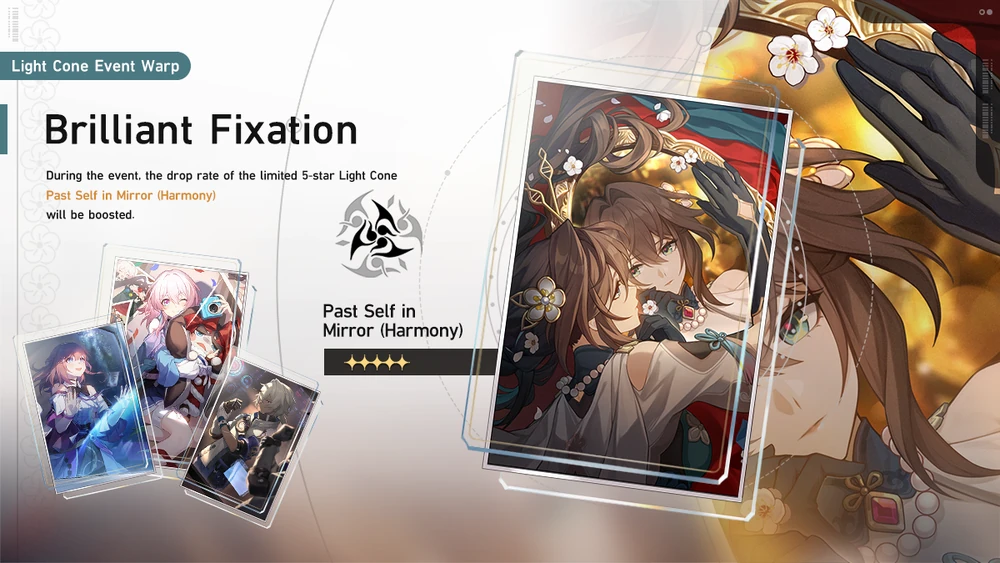 Light Cone Event Warp
Brilliant Fixation
During the event, the drop rate of the limited 5-star Light Cone
Past Self in Mirror (Harmony)
will be boosted.
Past Self in
Mirror (Harmony)